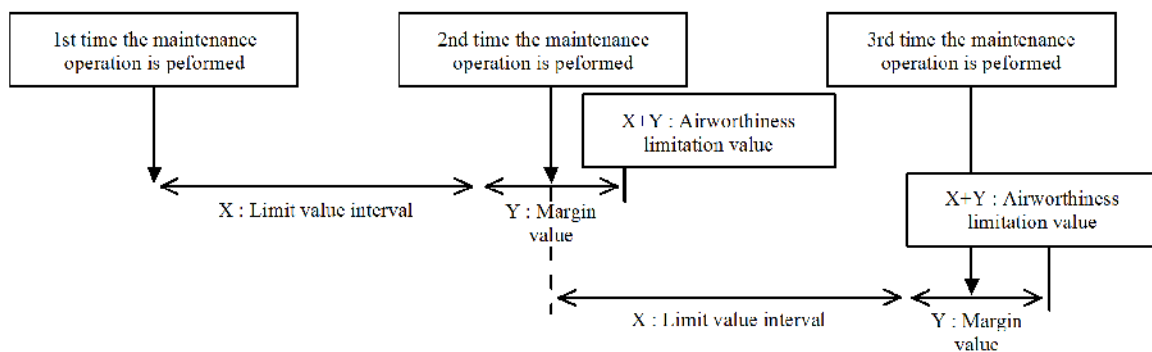 1st time the maintenance
operation is peformed
2nd time the maintenance
operation is peformed
3rd time the maintenance
operation is peformed
X+Y : Airworthiness
limitation value
X : Limit value interval
Y : Margin
value
X+Y : Airworthiness
limitation value
X : Limit value interval
Y : Margin
value